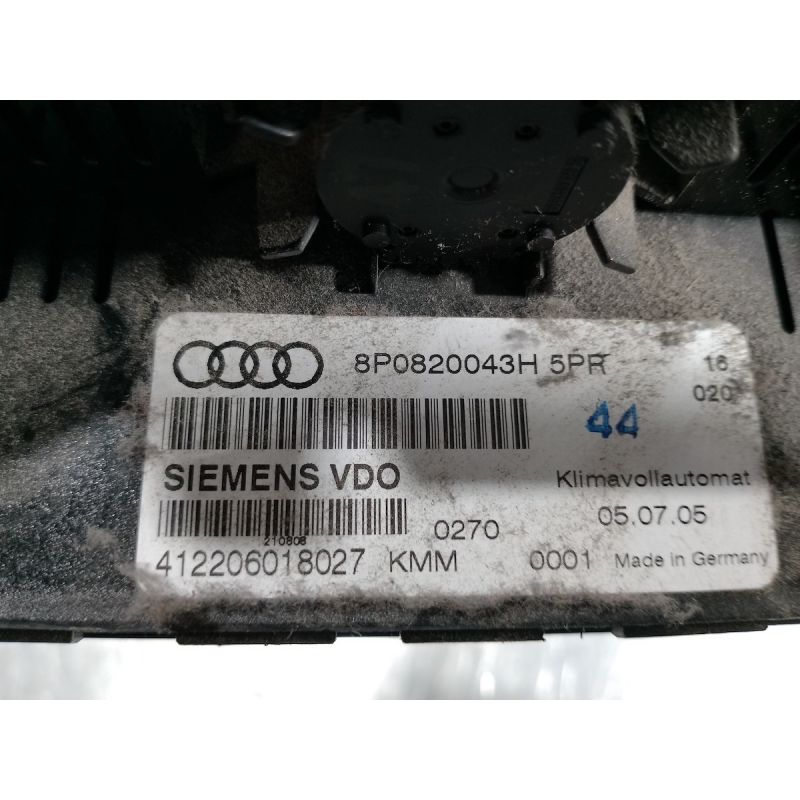 8P0820043H 5PR
16
020
44
SIEMENS VDO
Klimavollautomat
210808
0270
05.07.05
412206018027 KMM 0001 Made in Germany